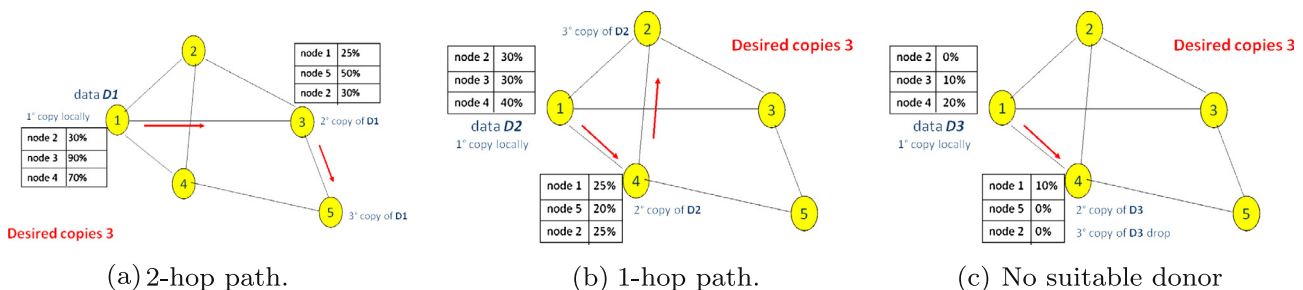 2
node 1 25%
node 5 50%
node 2 30%
data D1
1° copy locally
1
3
2° copy of D1
node 2 30%
node 3 90%
node 4 70%
4
5
3° copy of D1
Desired copies 3
(a) 2-hop path.
3° copy of D2
2
Desired copies 3
node 2 30%
node 3 30%
node 4 40%
1
3
data D2
1° copy locally
4
node 1 25%
node 5 20%
node 2 25%
2° copy of D2
5
(b) 1-hop path.
2
Desired copies 3
node 2 0%
node 3 10%
node 4 20%
1
3
data D3
1° copy locally
4
node 1 10%
node 5 0%
node 2 0%
2° copy of D3
3° copy of D3 drop
5
(c) No suitable donor